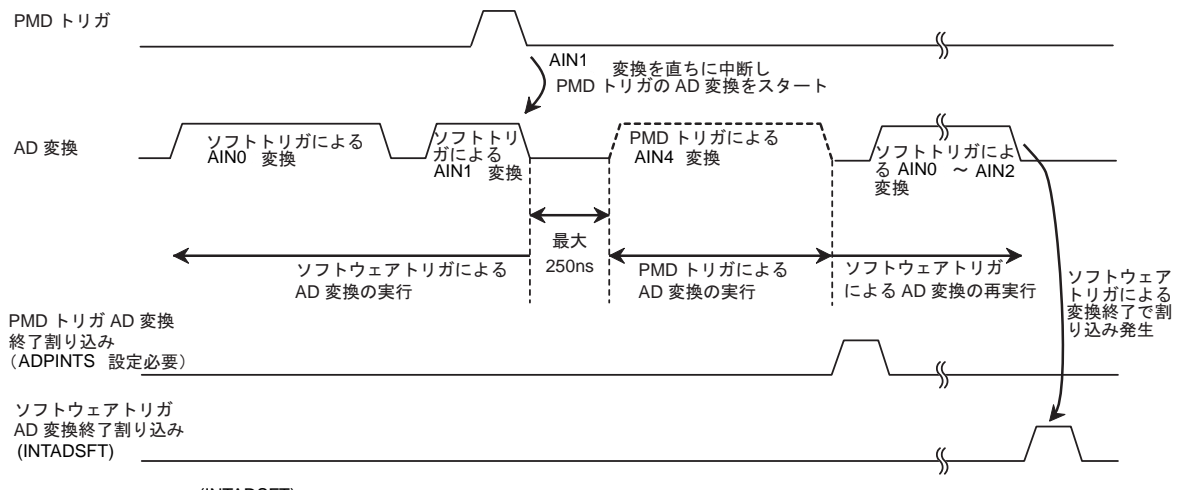 PMD トリガ
AIN1
変換を直ちに中断し
PMD トリガの AD 変換をスタート
AD 変換
ソフトトリガによる
AIN0 変換
ソフトトリ
ガによる
AIN1 変換
PMD トリガによる
AIN4 変換
ソフトトリガによ
る AIN0 ～ AIN2
変換
最大
250ns
ソフトウェアトリガによる
AD 変換の実行
PMD トリガによる
AD 変換の実行
ソフトウェアトリガ
による AD 変換の再実行
ソフトウェア
トリガによる
変換終了で割
り込み発生
PMD トリガ AD 変換
終了割り込み
（ADPINTS 設定必要）
ソフトウェアトリガ
AD 変換終了割り込み
(INTADSFT)